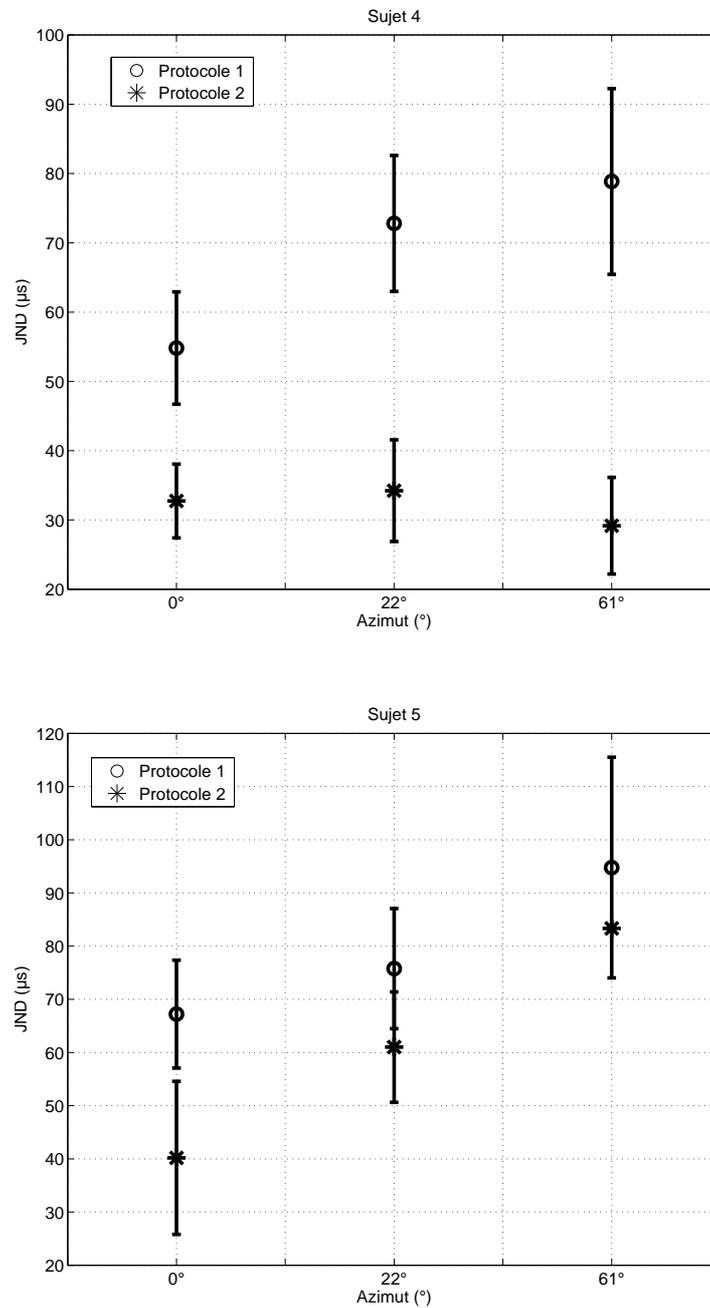 Sujet 4
100
90
80
70
60
50
40
30
20
JND (µs)
Protocole 1
Protocole 2
0° 22° 61°
Azimut (°)
Sujet 5
120
110
100
90
80
70
60
50
40
30
20
JND (µs)
Protocole 1
Protocole 2
0° 22° 61°
Azimut (°)